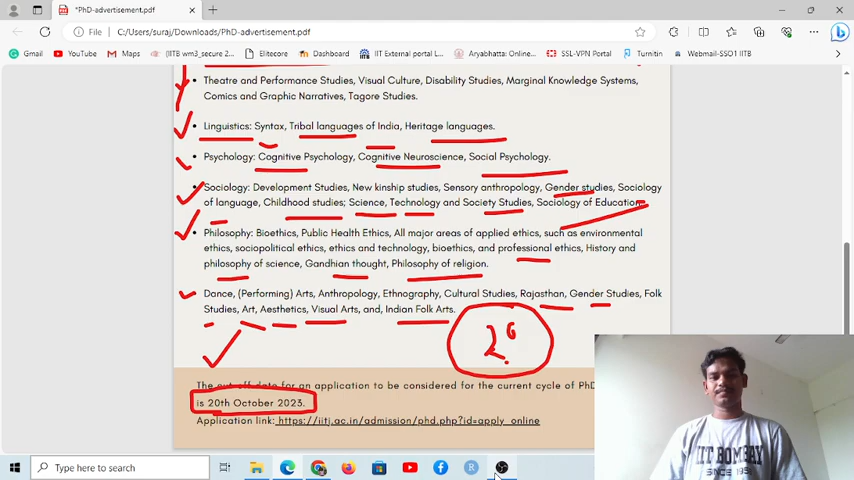 *PhD-advertisement.pdf
File
C:/Users/suraj/Downloads/PhD-advertisement.pdf
Gmail
YouTube
Maps
(IITB wm3_secure 2...
Elitecore
Dashboard
IIT External portal L...
Aryabhatta: Online...
SSL-VPN Portal
Turnitin
Webmail-SSO1 IITB
Theatre and Performance Studies, Visual Culture, Disability Studies, Marginal Knowledge Systems,
Comics and Graphic Narratives, Tagore Studies.
Linguistics: Syntax, Tribal languages of India, Heritage languages.
Psychology: Cognitive Psychology, Cognitive Neuroscience, Social Psychology.
Sociology: Development Studies, New kinship studies, Sensory anthropology, Gender studies, Sociology
of language, Childhood studies; Science, Technology and Society Studies, Sociology of Education.
Philosophy: Bioethics, Public Health Ethics, All major areas of applied ethics, such as environmental
ethics, sociopolitical ethics, ethics and technology, bioethics, and professional ethics, History and
philosophy of science, Gandhian thought, Philosophy of religion.
Dance, (Performing) Arts, Anthropology, Ethnography, Cultural Studies, Rajasthan, Gender Studies, Folk
Studies, Art, Aesthetics, Visual Arts, and, Indian Folk Arts.
The cut-off date for an application to be considered for the current cycle of PhD
is 20th October 2023.
Application link: https://iitj.ac.in/admission/phd.php?id=apply_online
IIT BOMBAY
SINCE 1958
Type here to search